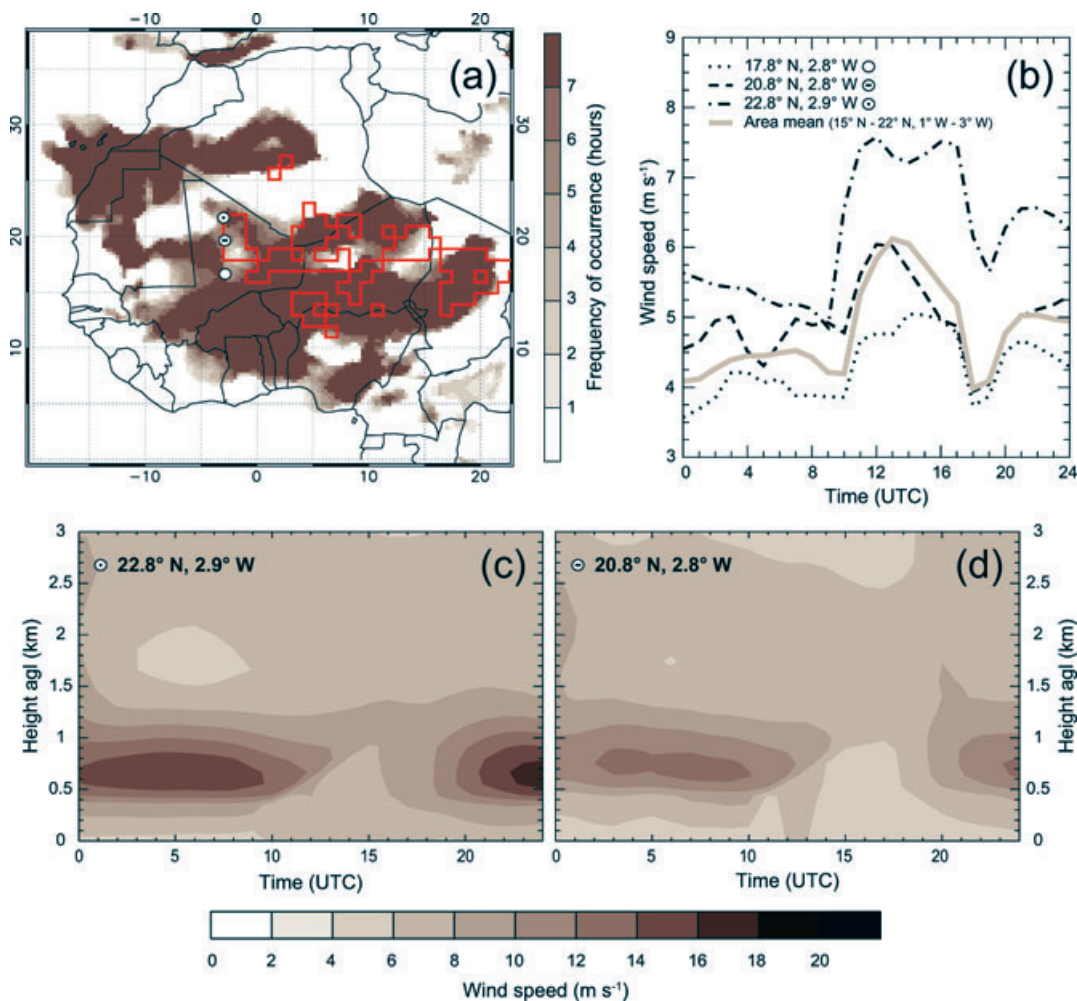 −10 0 10 20
(a)
30
20
10
30
20
10
−10 0 10 20
7
6
5
4
3
2
1
Frequency of occurrence (hours)
(b)
17.8° N, 2.8° W
20.8° N, 2.8° W
22.8° N, 2.9° W
Area mean (15° N - 22° N, 1° W - 3° W)
9
8
7
6
5
4
3
Wind speed (m s⁻¹)
0 4 8 12 16 20 24
Time (UTC)
22.8° N, 2.9° W (c)
3
2.5
2
1.5
1
0.5
0
Height agl (km)
0 5 10 15 20
Time (UTC)
20.8° N, 2.8° W (d)
3
2.5
2
1.5
1
0.5
0
Height agl (km)
0 5 10 15 20
Time (UTC)
0 2 4 6 8 10 12 14 16 18 20
Wind speed (m s⁻¹)